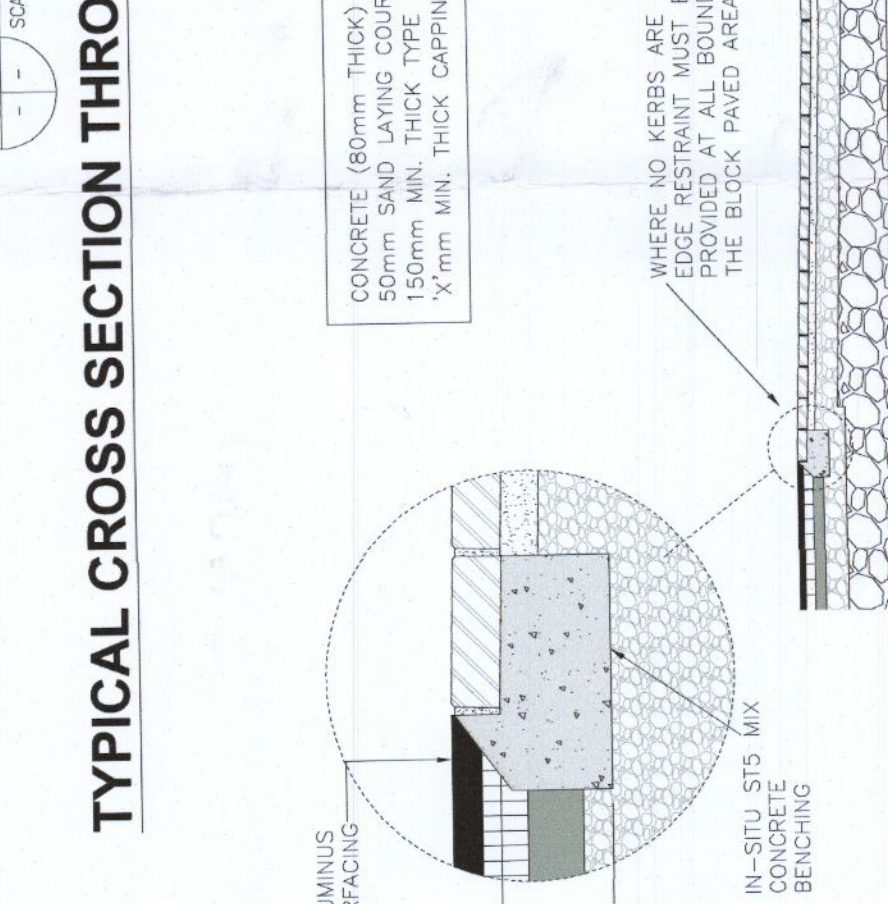 SCA
TYPICAL CROSS SECTION THRO
CONCRETE (80mm THICK)
50mm SAND LAYING COUR
150mm MIN. THICK TYPE
'X'mm MIN. THICK CAPPIN
WHERE NO KERBS ARE
EDGE RESTRAINT MUST B
PROVIDED AT ALL BOUN
THE BLOCK PAVED AREA
UMINUS
RFACING
IN-SITU ST5 MIX
CONCRETE
BENCHING